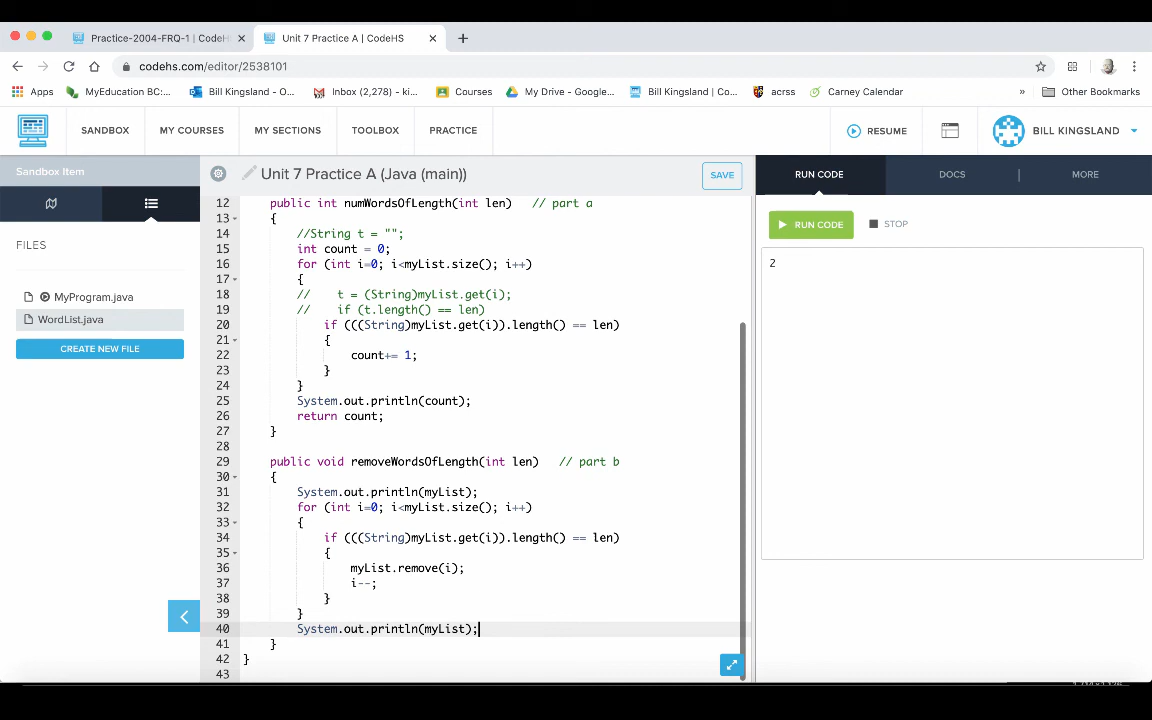 Practice-2004-FRQ-1 | CodeH
Unit 7 Practice A | CodeHS
codehs.com/editor/2538101
Apps MyEducation BC:... Bill Kingsland - O... Inbox (2,278) - ki... Courses My Drive - Google... Bill Kingsland | Co... acrss Carney Calendar » Other Bookmarks
SANDBOX MY COURSES MY SECTIONS TOOLBOX PRACTICE RESUME BILL KINGSLAND
Sandbox Item
Unit 7 Practice A (Java (main))
SAVE
RUN CODE DOCS MORE
RUN CODE STOP
FILES
MyProgram.java
WordList.java
CREATE NEW FILE
12 public int numWordsOfLength(int len) // part a
13 {
14 //String t = "";
15 int count = 0;
16 for (int i=0; i<myList.size(); i++)
17 {
18 // t = (String)myList.get(i);
19 // if (t.length() == len)
20 if (((String)myList.get(i)).length() == len)
21 {
22 count+= 1;
23 }
24 }
25 System.out.println(count);
26 return count;
27 }
28
29 public void removeWordsOfLength(int len) // part b
30 {
31 System.out.println(myList);
32 for (int i=0; i<myList.size(); i++)
33 {
34 if (((String)myList.get(i)).length() == len)
35 {
36 myList.remove(i);
37 i--;
38 }
39 }
40 System.out.println(myList);
41 }
42 }
43
2